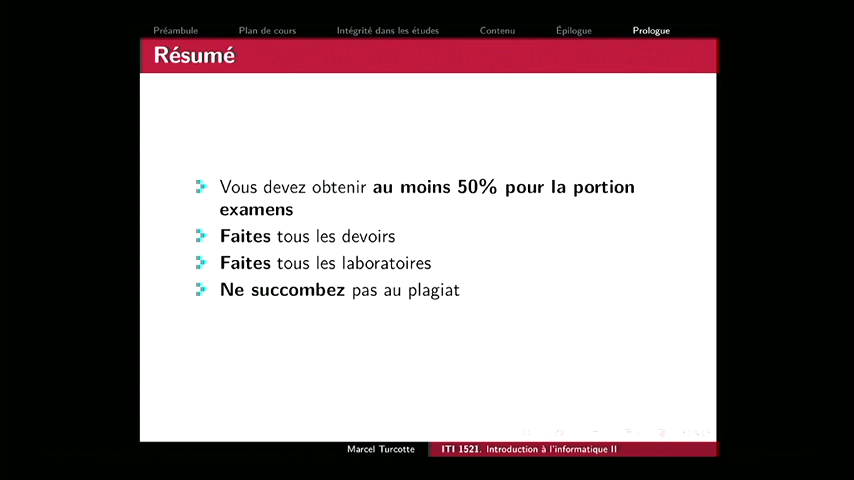 Préambule Plan de cours Intégrité dans les études Contenu Épilogue Prologue
Résumé
Vous devez obtenir au moins 50% pour la portion
examens
Faites tous les devoirs
Faites tous les laboratoires
Ne succombez pas au plagiat
Marcel Turcotte ITI 1521. Introduction à l'informatique II